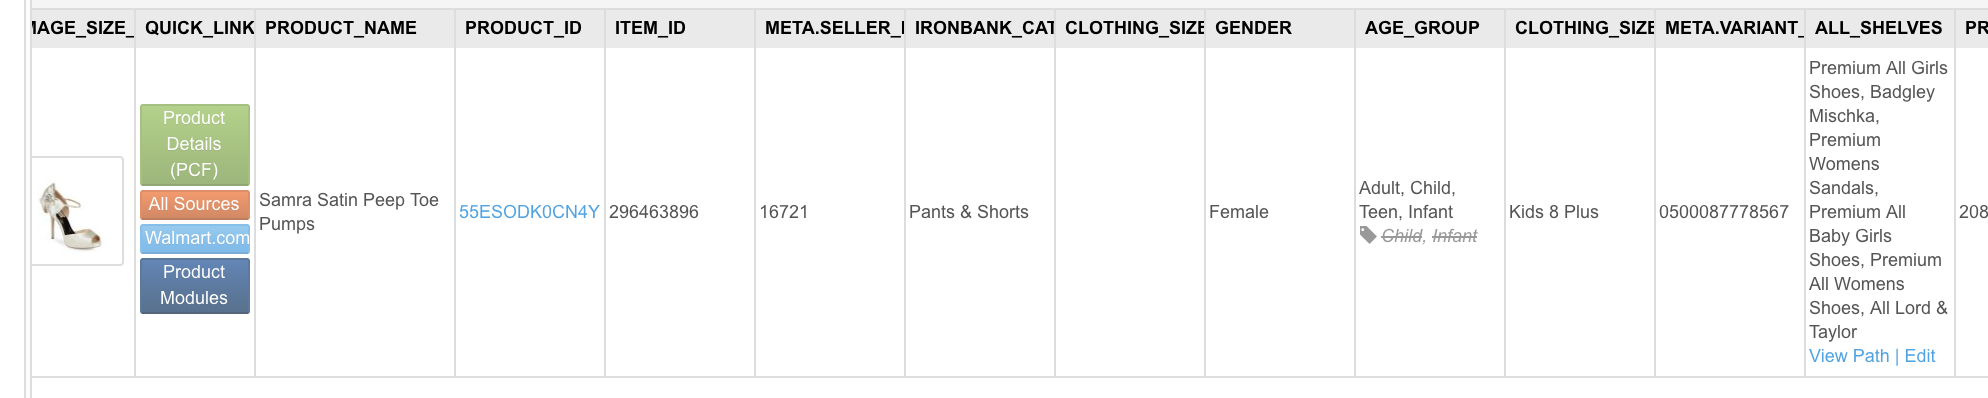 MAGE_SIZE_ QUICK_LINK PRODUCT_NAME PRODUCT_ID ITEM_ID META.SELLER_I IRONBANK_CAT CLOTHING_SIZE GENDER AGE_GROUP CLOTHING_SIZE META.VARIANT_ ALL_SHELVES PR
Product
Details
(PCF)
All Sources
Walmart.com
Product
Modules
Samra Satin Peep Toe
Pumps
55ESODK0CN4Y
296463896
16721
Pants & Shorts
Female
Adult, Child,
Teen, Infant
Child, Infant
Kids 8 Plus
0500087778567
Premium All Girls
Shoes, Badgley
Mischka,
Premium
Womens
Sandals,
Premium All
Baby Girls
Shoes, Premium
All Womens
Shoes, All Lord &
Taylor
View Path | Edit
208